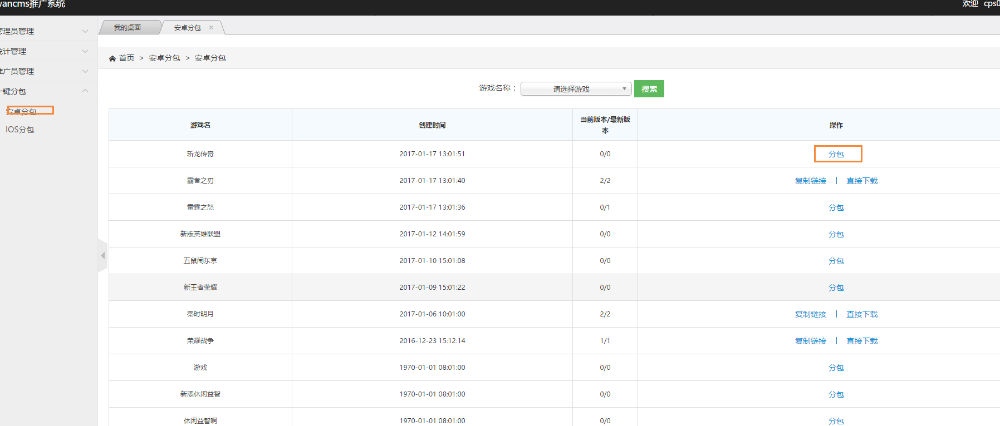 wancms推广系统
欢迎 cps0
管理员管理
统计管理
推广员管理
一键分包
安卓分包
IOS分包
我的桌面
安卓分包 ×
首页 > 安卓分包 > 安卓分包
游戏名称： 请选择游戏 搜索
游戏名 创建时间 当前版本/最新版本 操作
斩龙传奇 2017-01-17 13:01:51 0/0 分包
霸者之刃 2017-01-17 13:01:40 2/2 复制链接 | 直接下载
雷霆之怒 2017-01-17 13:01:36 0/1 分包
新版英雄联盟 2017-01-12 14:01:59 0/0 分包
五鼠闹东京 2017-01-10 15:01:08 0/0 分包
新王者荣耀 2017-01-09 15:01:22 0/0 分包
秦时明月 2017-01-06 10:01:00 2/2 复制链接 | 直接下载
荣耀战争 2016-12-23 15:12:14 1/1 复制链接 | 直接下载
游戏 1970-01-01 08:01:00 0/0 分包
新添休闲益智 1970-01-01 08:01:00 0/0 分包
休闲益智啊 1970-01-01 08:01:00 0/0 分包